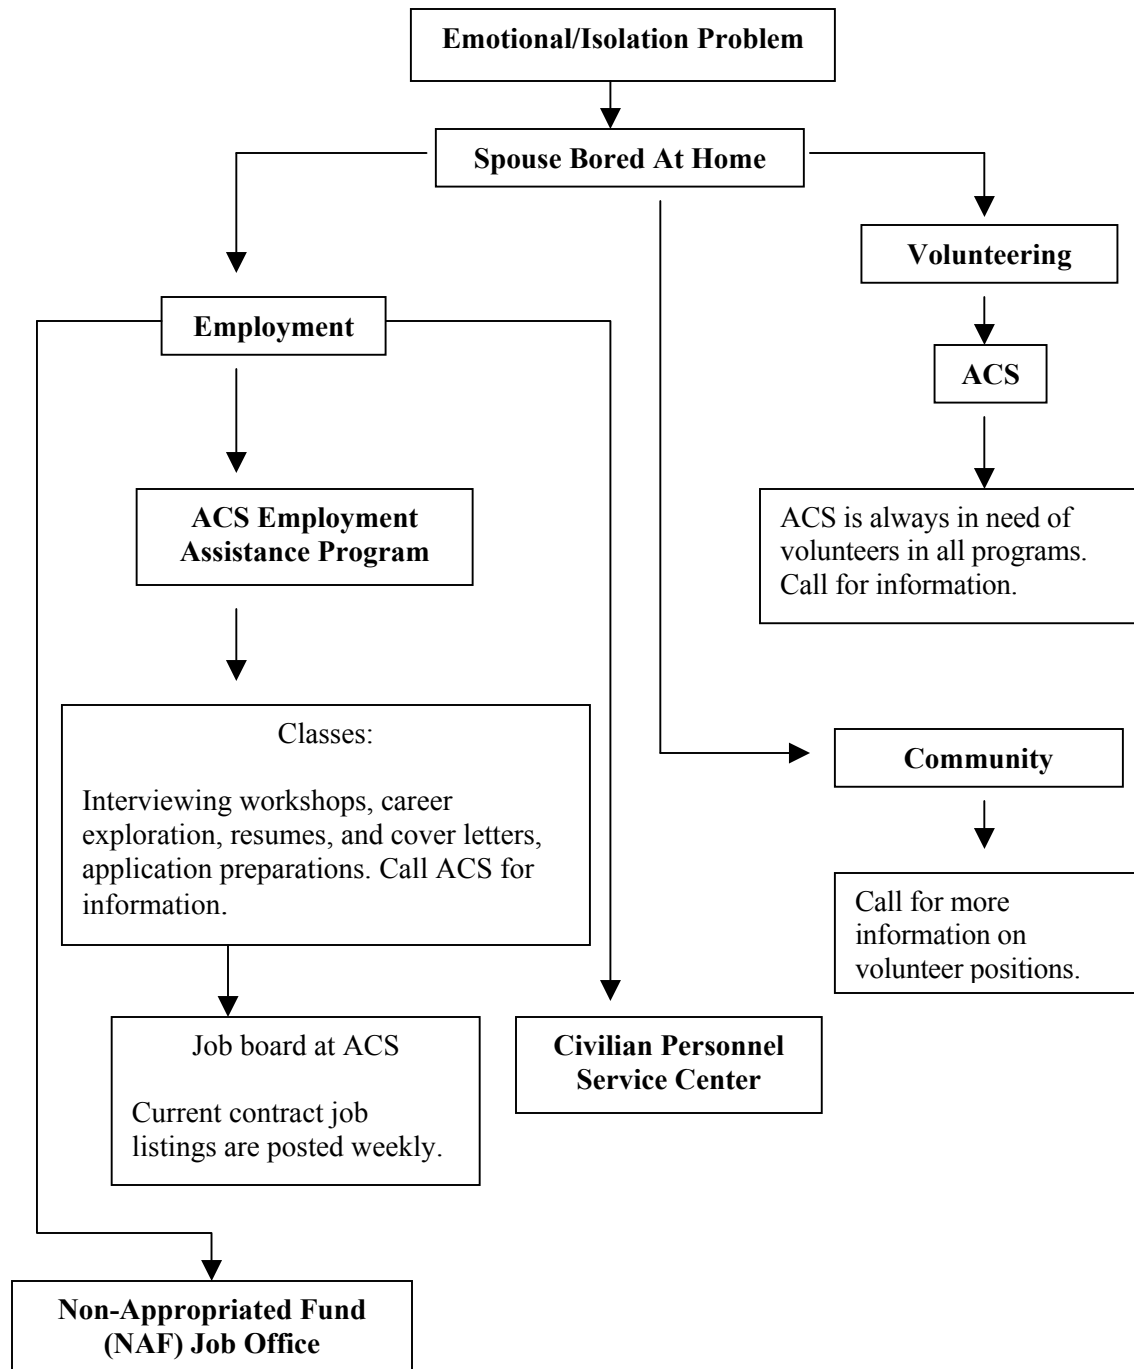 Emotional/Isolation Problem
Spouse Bored At Home
Volunteering
Employment
ACS
ACS Employment
Assistance Program
ACS is always in need of
volunteers in all programs.
Call for information.
Classes:
Interviewing workshops, career
exploration, resumes, and cover letters,
application preparations. Call ACS for
information.
Community
Call for more
information on
volunteer positions.
Job board at ACS
Current contract job
listings are posted weekly.
Civilian Personnel
Service Center
Non-Appropriated Fund
(NAF) Job Office